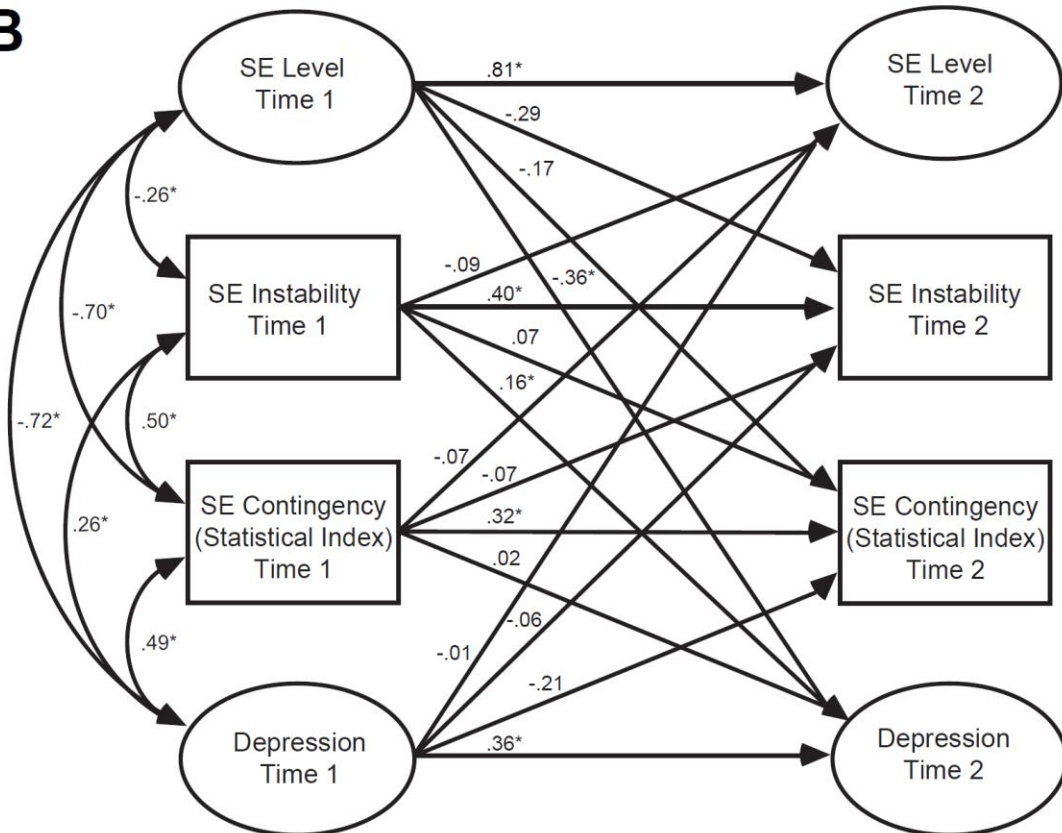 B
SE Level
Time 1
SE Level
Time 2
.81*
-.29
-.17
-.26*
SE Instability
Time 1
SE Instability
Time 2
-.09
-.36*
.40*
.07
.16*
-.70*
-.72*
.50*
SE Contingency
(Statistical Index)
Time 1
SE Contingency
(Statistical Index)
Time 2
-.07
-.07
.32*
.02
.26*
.49*
-.06
-.01
-.21
Depression
Time 1
Depression
Time 2
.36*